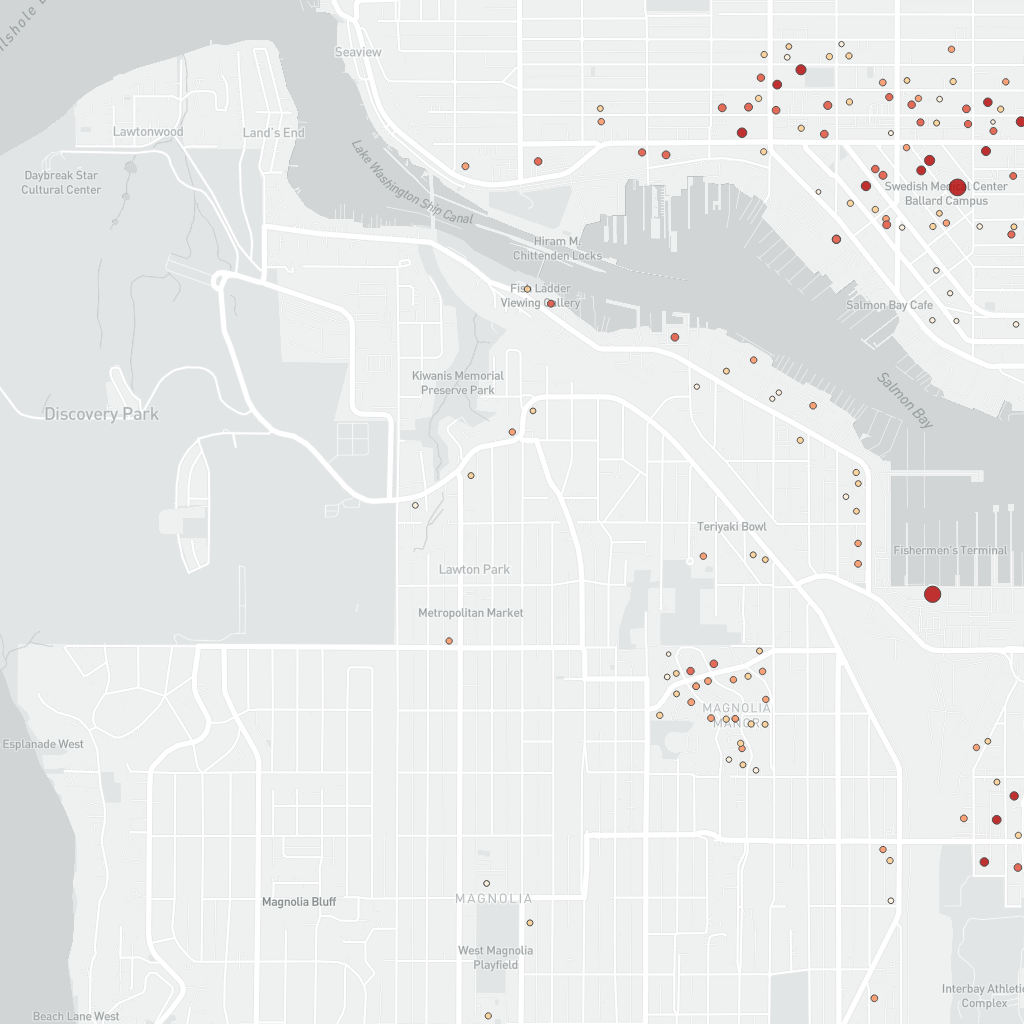 Seaview
Lawtonwood
Land's End
Daybreak Star
Cultural Center
Lake Washington Ship Canal
Swedish Medical Center
Ballard Campus
Hiram M.
Chittenden Locks
Fish Ladder
Viewing Gallery
Salmon Bay Cafe
Kiwanis Memorial
Preserve Park
Salmon Bay
Discovery Park
Teriyaki Bowl
Fishermen's Terminal
Lawton Park
Metropolitan Market
MAGNOLIA
MANOR
Esplanade West
MAGNOLIA
Magnolia Bluff
West Magnolia
Playfield
Interbay Athletic
Complex
Beach Lane West